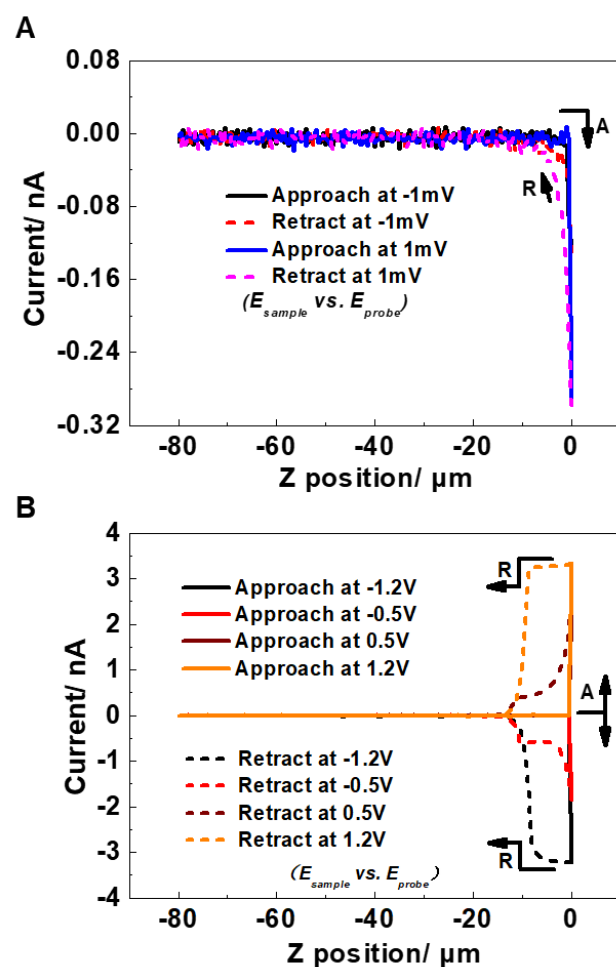 A
0.08
0.00
-0.08
-0.16
-0.24
-0.32
Current/ nA
A
R
Approach at -1mV
Retract at -1mV
Approach at 1mV
Retract at 1mV
(E_sample vs. E_probe)
-80
-60
-40
-20
0
Z position/ μm
B
4
3
2
1
0
-1
-2
-3
-4
Current/ nA
R
Approach at -1.2V
Approach at -0.5V
Approach at 0.5V
Approach at 1.2V
A
Retract at -1.2V
Retract at -0.5V
Retract at 0.5V
Retract at 1.2V
R
(E_sample vs. E_probe)
-80
-60
-40
-20
0
Z position/ μm